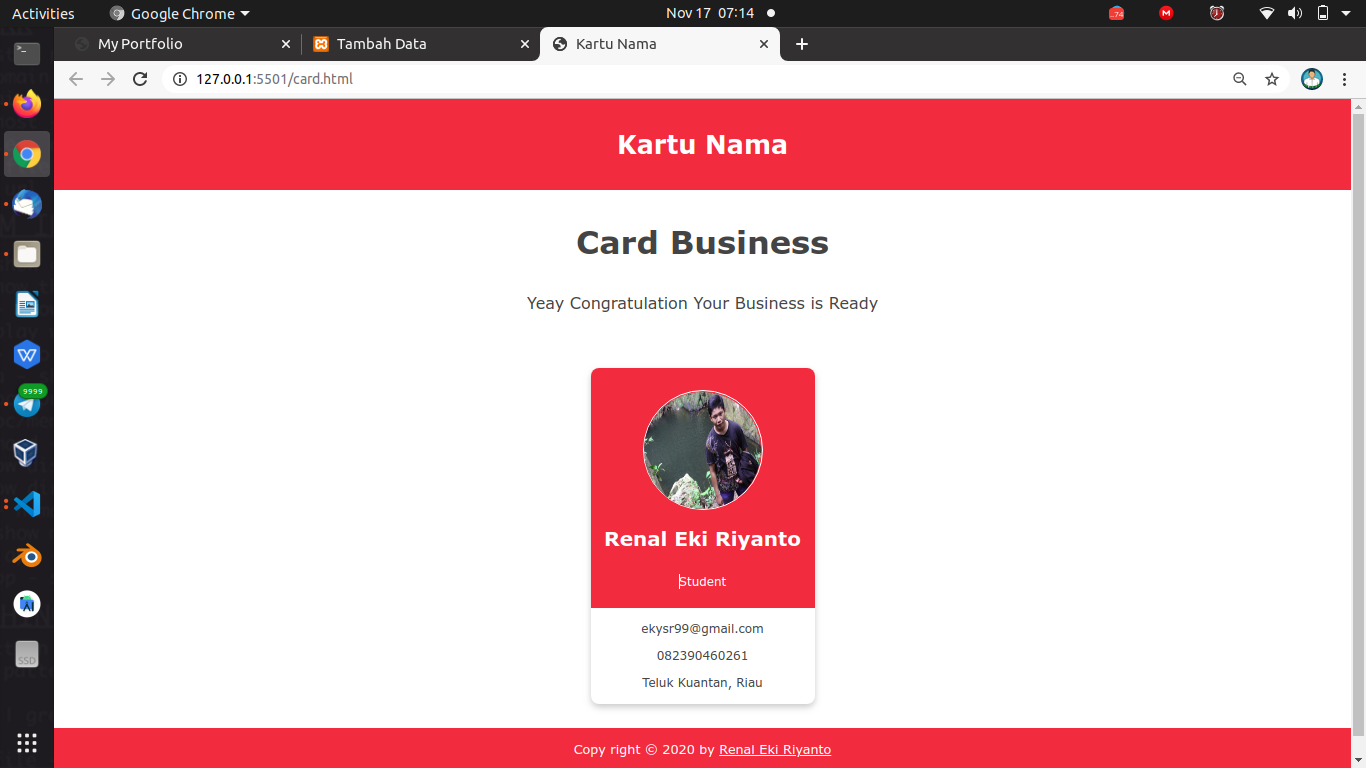 Activities Google Chrome Nov 17 07:14 74
My Portfolio Tambah Data Kartu Nama
127.0.0.1:5501/card.html
Kartu Nama
Card Business
Yeay Congratulation Your Business is Ready
9999
Renal Eki Riyanto
Student
ekysr99@gmail.com
082390460261
Teluk Kuantan, Riau
SSD
Copy right © 2020 by Renal Eki Riyanto